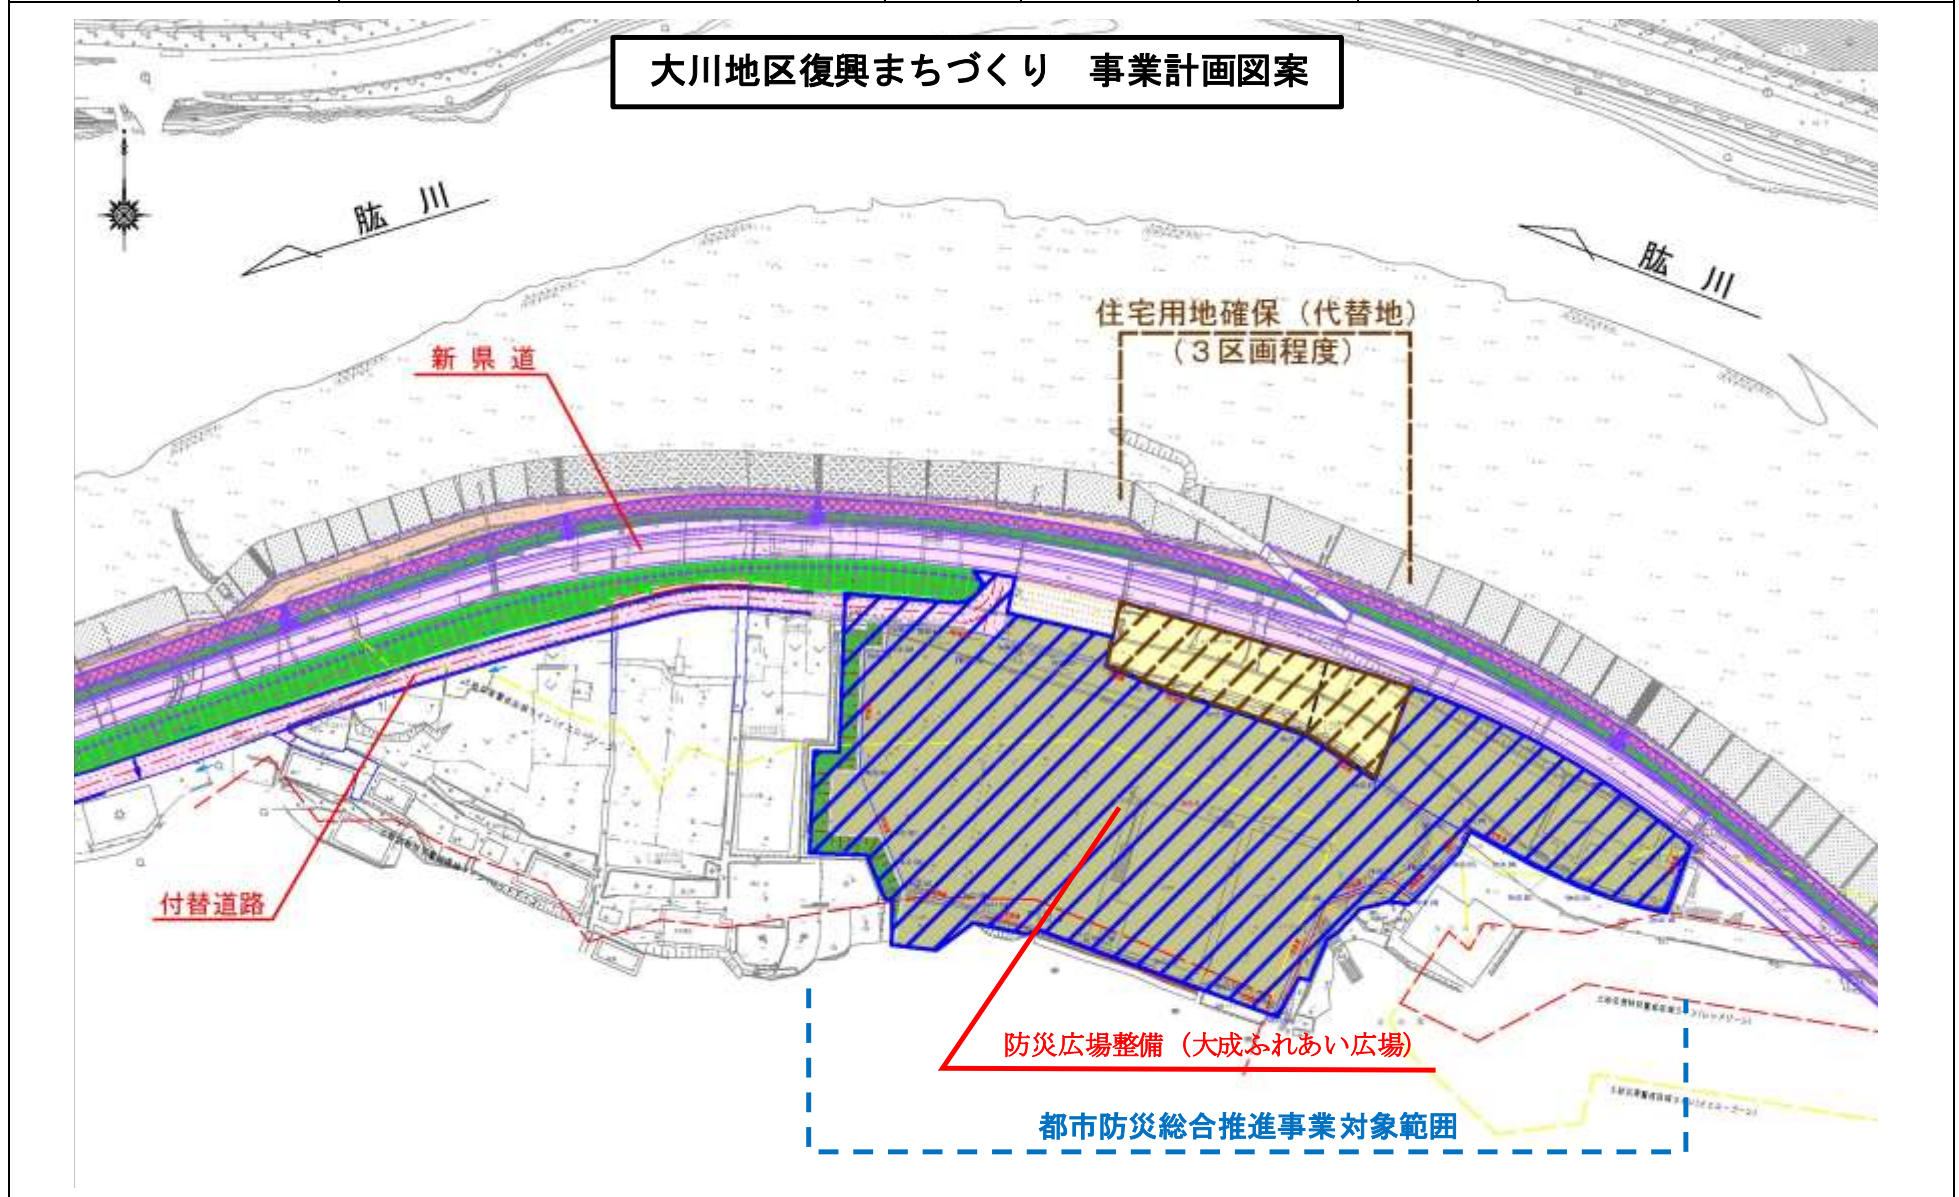 大川地区復興まちづくり　事業計画図案
肱　川
肱　川
住宅用地確保（代替地）
（３区画程度）
新 県 道
付替道路
防災広場整備（大成ふれあい広場）
都市防災総合推進事業対象範囲